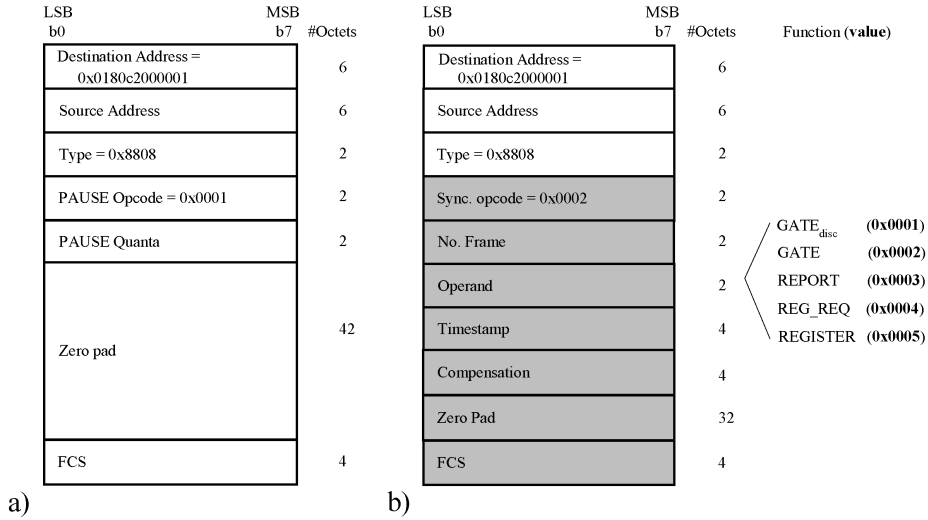 LSB MSB
b0 b7 #Octets
Destination Address =
0x0180c2000001 6
Source Address 6
Type = 0x8808 2
PAUSE Opcode = 0x0001 2
PAUSE Quanta 2
Zero pad 42
FCS 4
a)
LSB MSB
b0 b7 #Octets Function (value)
Destination Address =
0x0180c2000001 6
Source Address 6
Type = 0x8808 2
Sync. opcode = 0x0002 2
No. Frame 2
Operand 2
Timestamp 4
Compensation 4
Zero Pad 32
FCS 4
GATEdisc (0x0001)
GATE (0x0002)
REPORT (0x0003)
REG_REQ (0x0004)
REGISTER (0x0005)
b)